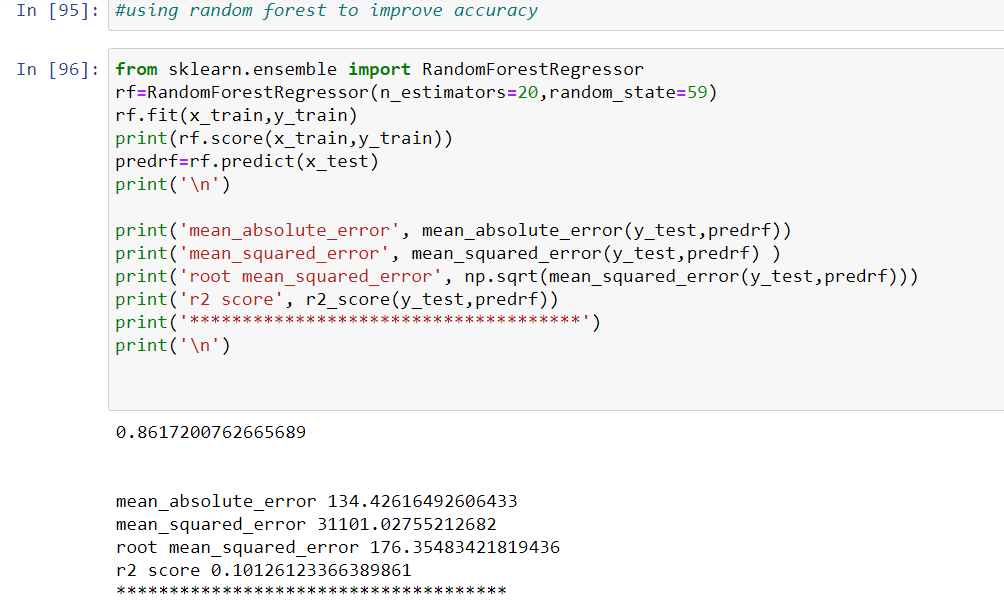 In [95]: #using random forest to improve accuracy
In [96]: from sklearn.ensemble import RandomForestRegressor
rf=RandomForestRegressor(n_estimators=20,random_state=59)
rf.fit(x_train,y_train)
print(rf.score(x_train,y_train))
predrf=rf.predict(x_test)
print('\n')
print('mean_absolute_error', mean_absolute_error(y_test,predrf))
print('mean_squared_error', mean_squared_error(y_test,predrf) )
print('root mean_squared_error', np.sqrt(mean_squared_error(y_test,predrf)))
print('r2 score', r2_score(y_test,predrf))
print('*************************************')
print('\n')
0.8617200762665689
mean_absolute_error 134.42616492606433
mean_squared_error 31101.02755212682
root mean_squared_error 176.35483421819436
r2 score 0.10126123366389861
*************************************